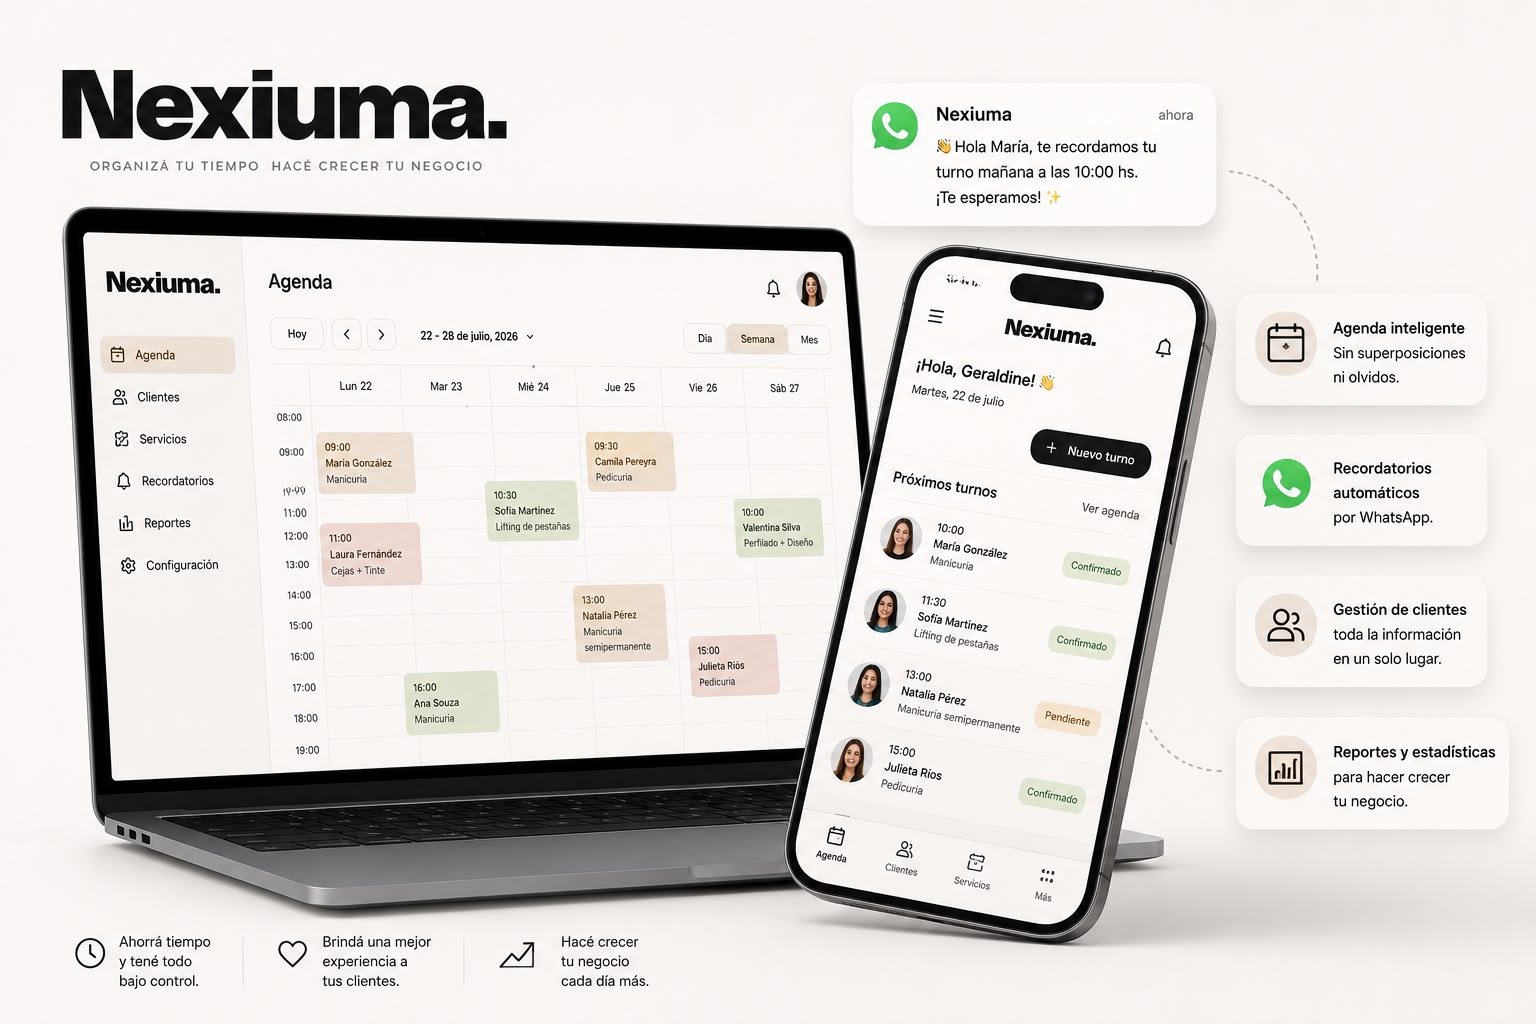 Nexiuma.
ORGANIZÁ TU TIEMPO HACÉ CRECER TU NEGOCIO
Nexiuma
ahora
👋 Hola María, te recordamos tu
turno mañana a las 10:00 hs.
¡Te esperamos! ✨
Nexiuma.
Agenda
Clientes
Servicios
Recordatorios
Reportes
Configuración
Agenda
Hoy
22 - 28 de julio, 2026
Dia
Semana
Mes
Lun 22
Mar 23
Mié 24
Jue 25
Vie 26
Sáb 27
08:00
09:00
11:00
12:00
13:00
14:00
15:00
16:00
17:00
18:00
19:00
09:00
Maria González
Manicuria
11:00
Laura Fernández
Cejas + Tinte
16:00
Ana Souza
Manicuria
10:30
Sofia Martinez
Lifting de pestañas
09:30
Camila Pereyra
Pedicuria
13:00
Natalia Pérez
Manicuria
semipermanente
15:00
Julieta Ríos
Pedicuria
10:00
Valentina Silva
Perfilado + Diseño
Nexiuma.
¡Hola, Geraldine! 👋
Martes, 22 de julio
+ Nuevo turno
Próximos turnos
Ver agenda
10:00
María González
Manicuria
Confirmado
11:30
Sofía Martinez
Lifting de pestañas
Confirmado
13:00
Natalia Pérez
Manicuria semipermanente
Pendiente
15:00
Julieta Ríos
Pedicuria
Confirmado
Agenda
Clientes
Servicios
Más
Agenda inteligente
Sin superposiciones
ni olvidos.
Recordatorios
automáticos
por WhatsApp.
Gestión de clientes
toda la información
en un solo lugar.
Reportes y estadísticas
para hacer crecer
tu negocio.
Ahorrá tiempo
y tené todo
bajo control.
Brindá una mejor
experiencia a
tus clientes.
Hacé crecer
tu negocio
cada día más.